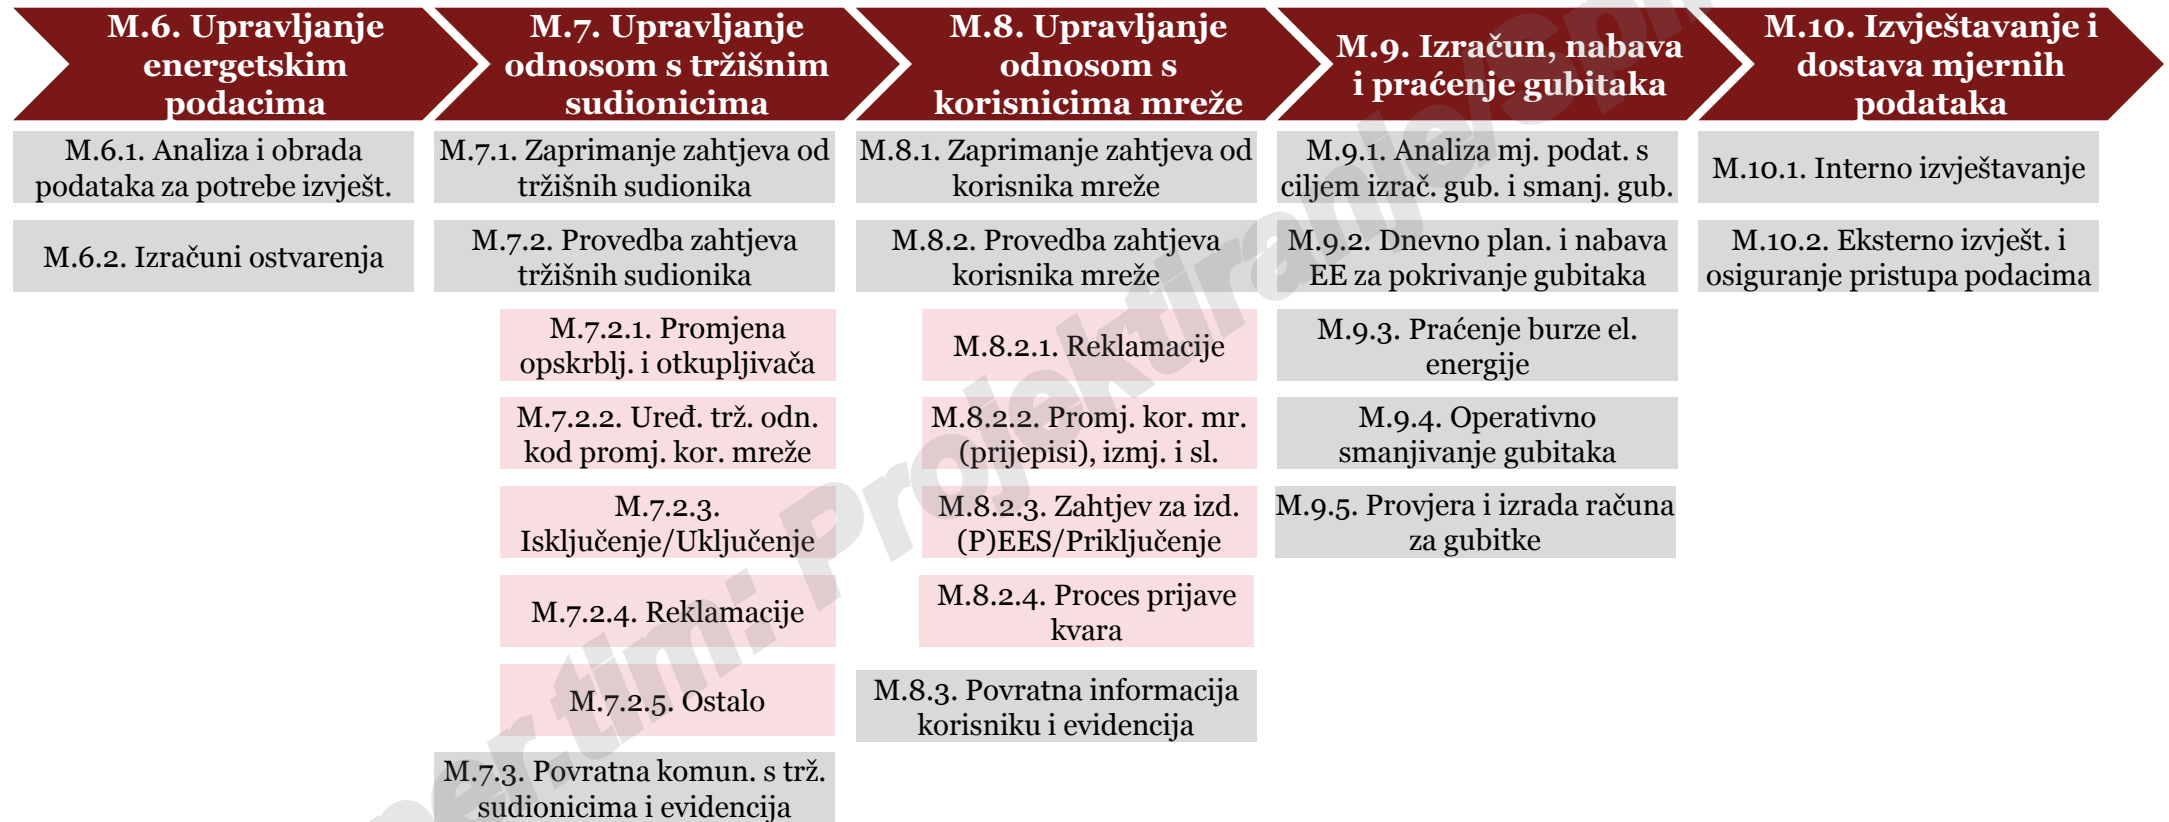 M.6. Upravljanje
energetskim
podacima
M.7. Upravljanje
odnosom s tržišnim
sudionicima
M.8. Upravljanje
odnosom s
korisnicima mreže
M.9. Izračun, nabava
i praćenje gubitaka
M.10. Izvještavanje i
dostava mjernih
podataka
M.6.1. Analiza i obrada
podataka za potrebe izvješt.
M.6.2. Izračuni ostvarenja
M.7.1. Zaprimanje zahtjeva od
tržišnih sudionika
M.7.2. Provedba zahtjeva
tržišnih sudionika
M.7.2.1. Promjena
opskrblj. i otkupljivača
M.7.2.2. Uređ. trž. odn.
kod promj. kor. mreže
M.7.2.3.
Isključenje/Uključenje
M.7.2.4. Reklamacije
M.7.2.5. Ostalo
M.7.3. Povratna komun. s trž.
sudionicima i evidencija
M.8.1. Zaprimanje zahtjeva od
korisnika mreže
M.8.2. Provedba zahtjeva
korisnika mreže
M.8.2.1. Reklamacije
M.8.2.2. Promj. kor. mr.
(prijepisi), izmj. i sl.
M.8.2.3. Zahtjev za izd.
(P)EES/Priključenje
M.8.2.4. Proces prijave
kvara
M.8.3. Povratna informacija
korisniku i evidencija
M.9.1. Analiza mj. podat. s
ciljem izrač. gub. i smanj. gub.
M.9.2. Dnevno plan. i nabava
EE za pokrivanje gubitaka
M.9.3. Praćenje burze el.
energije
M.9.4. Operativno
smanjivanje gubitaka
M.9.5. Provjera i izrada računa
za gubitke
M.10.1. Interno izvještavanje
M.10.2. Eksterno izvješt. i
osiguranje pristupa podacima
per.tim: Projektiranje/Spli